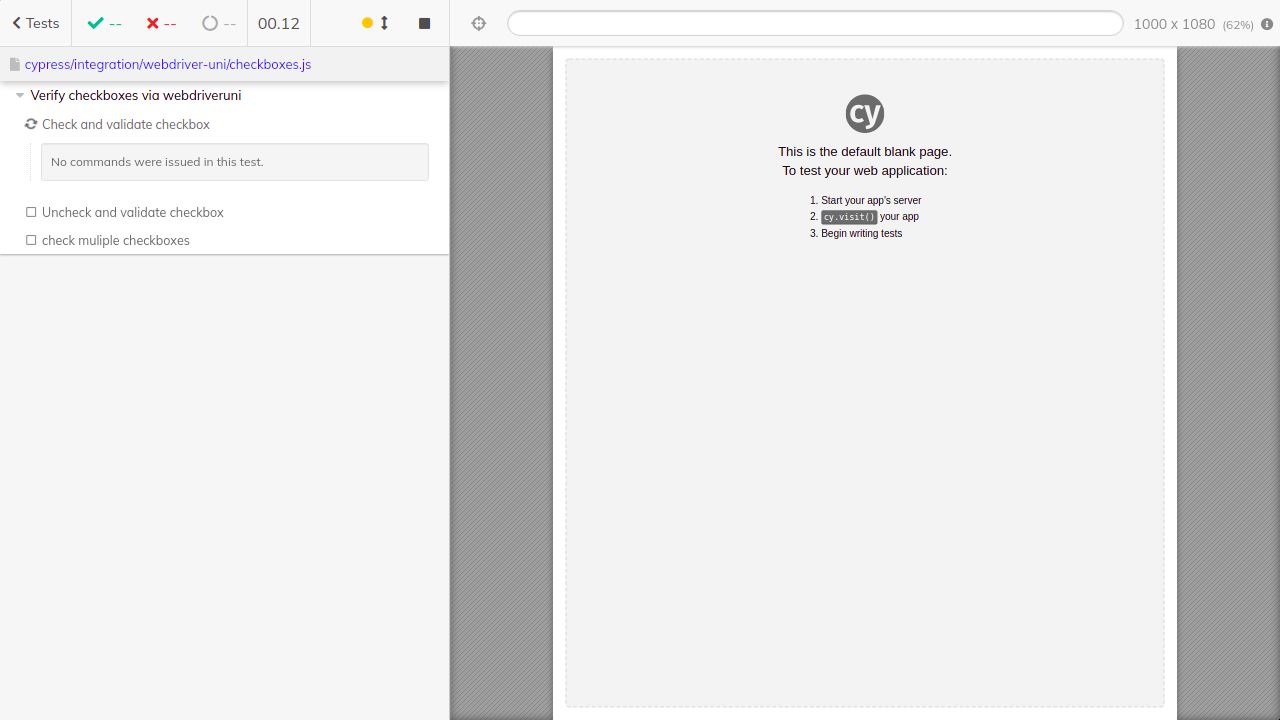 Tests -- -- -- 00.12 1000 x 1080 (62%)
cypress/integration/webdriver-uni/checkboxes.js
Verify checkboxes via webdriveruni
Check and validate checkbox
No commands were issued in this test.
Uncheck and validate checkbox
check muliple checkboxes
cy
This is the default blank page.
To test your web application:
1. Start your app's server
2. cy.visit() your app
3. Begin writing tests